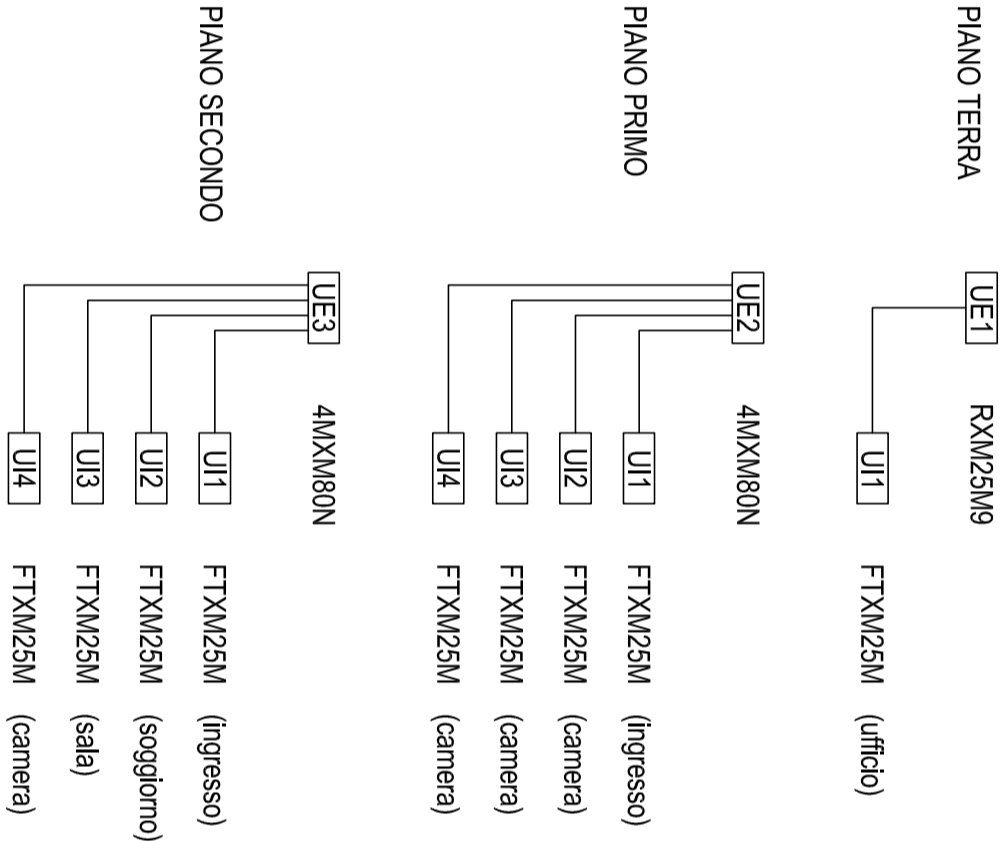 PIANO TERRA
UE1 RXM25M9
UI1 FTXM25M (ufficio)
PIANO PRIMO
UE2 4MXM80N
UI1 FTXM25M (ingresso)
UI2 FTXM25M (camera)
UI3 FTXM25M (camera)
UI4 FTXM25M (camera)
PIANO SECONDO
UE3 4MXM80N
UI1 FTXM25M (ingresso)
UI2 FTXM25M (soggiorno)
UI3 FTXM25M (sala)
UI4 FTXM25M (camera)